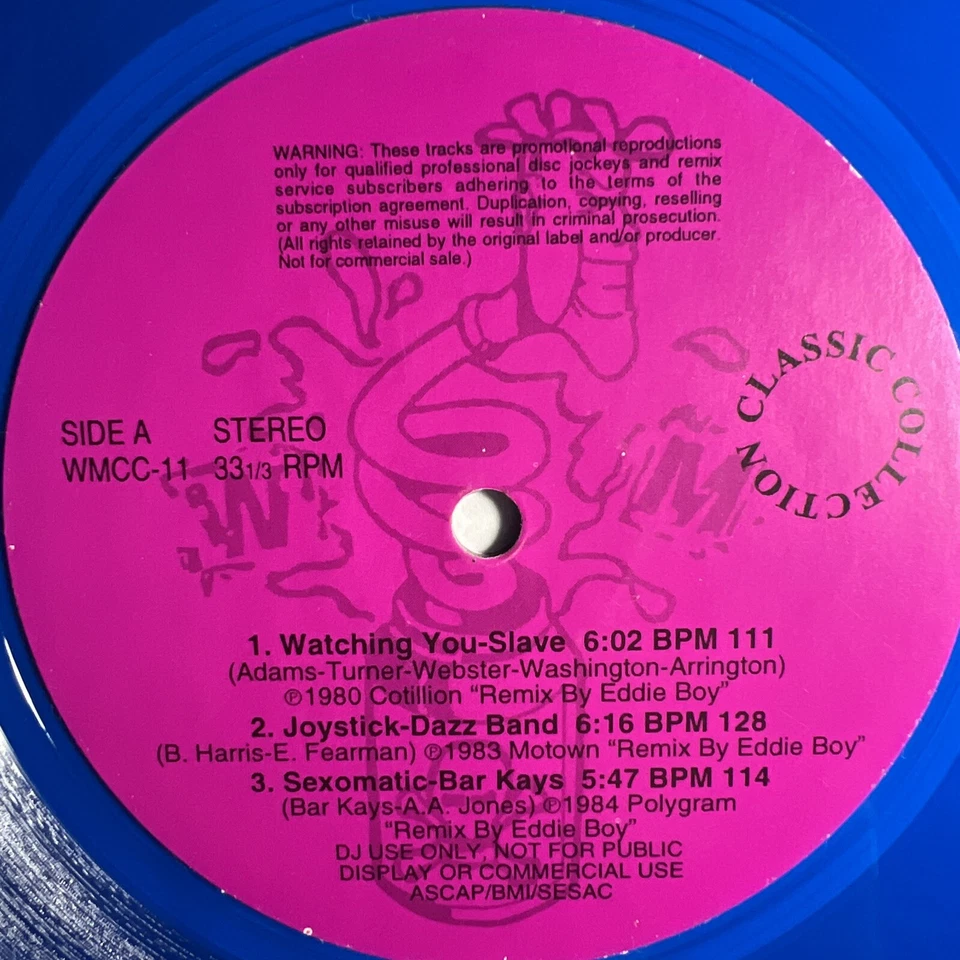 WARNING: These tracks are promotional reproductions
only for qualified professional disc jockeys and remix
service subscribers adhering to the terms of the
subscription agreement. Duplication, copying, reselling
or any other misuse will result in criminal prosecution.
(All rights retained by the original label and/or producer.
Not for commercial sale.)
CLASSIC COLLECTION
SIDE A STEREO
WMCC-11 33 1/3 RPM
W M
1. Watching You-Slave 6:02 BPM 111
(Adams-Turner-Webster-Washington-Arrington)
℗1980 Cotillion “Remix By Eddie Boy”
2. Joystick-Dazz Band 6:16 BPM 128
(B. Harris-E. Fearman) ℗1983 Motown “Remix By Eddie Boy”
3. Sexomatic-Bar Kays 5:47 BPM 114
(Bar Kays-A.A. Jones) ℗1984 Polygram
“Remix By Eddie Boy”
DJ USE ONLY, NOT FOR PUBLIC
DISPLAY OR COMMERCIAL USE
ASCAP/BMI/SESAC